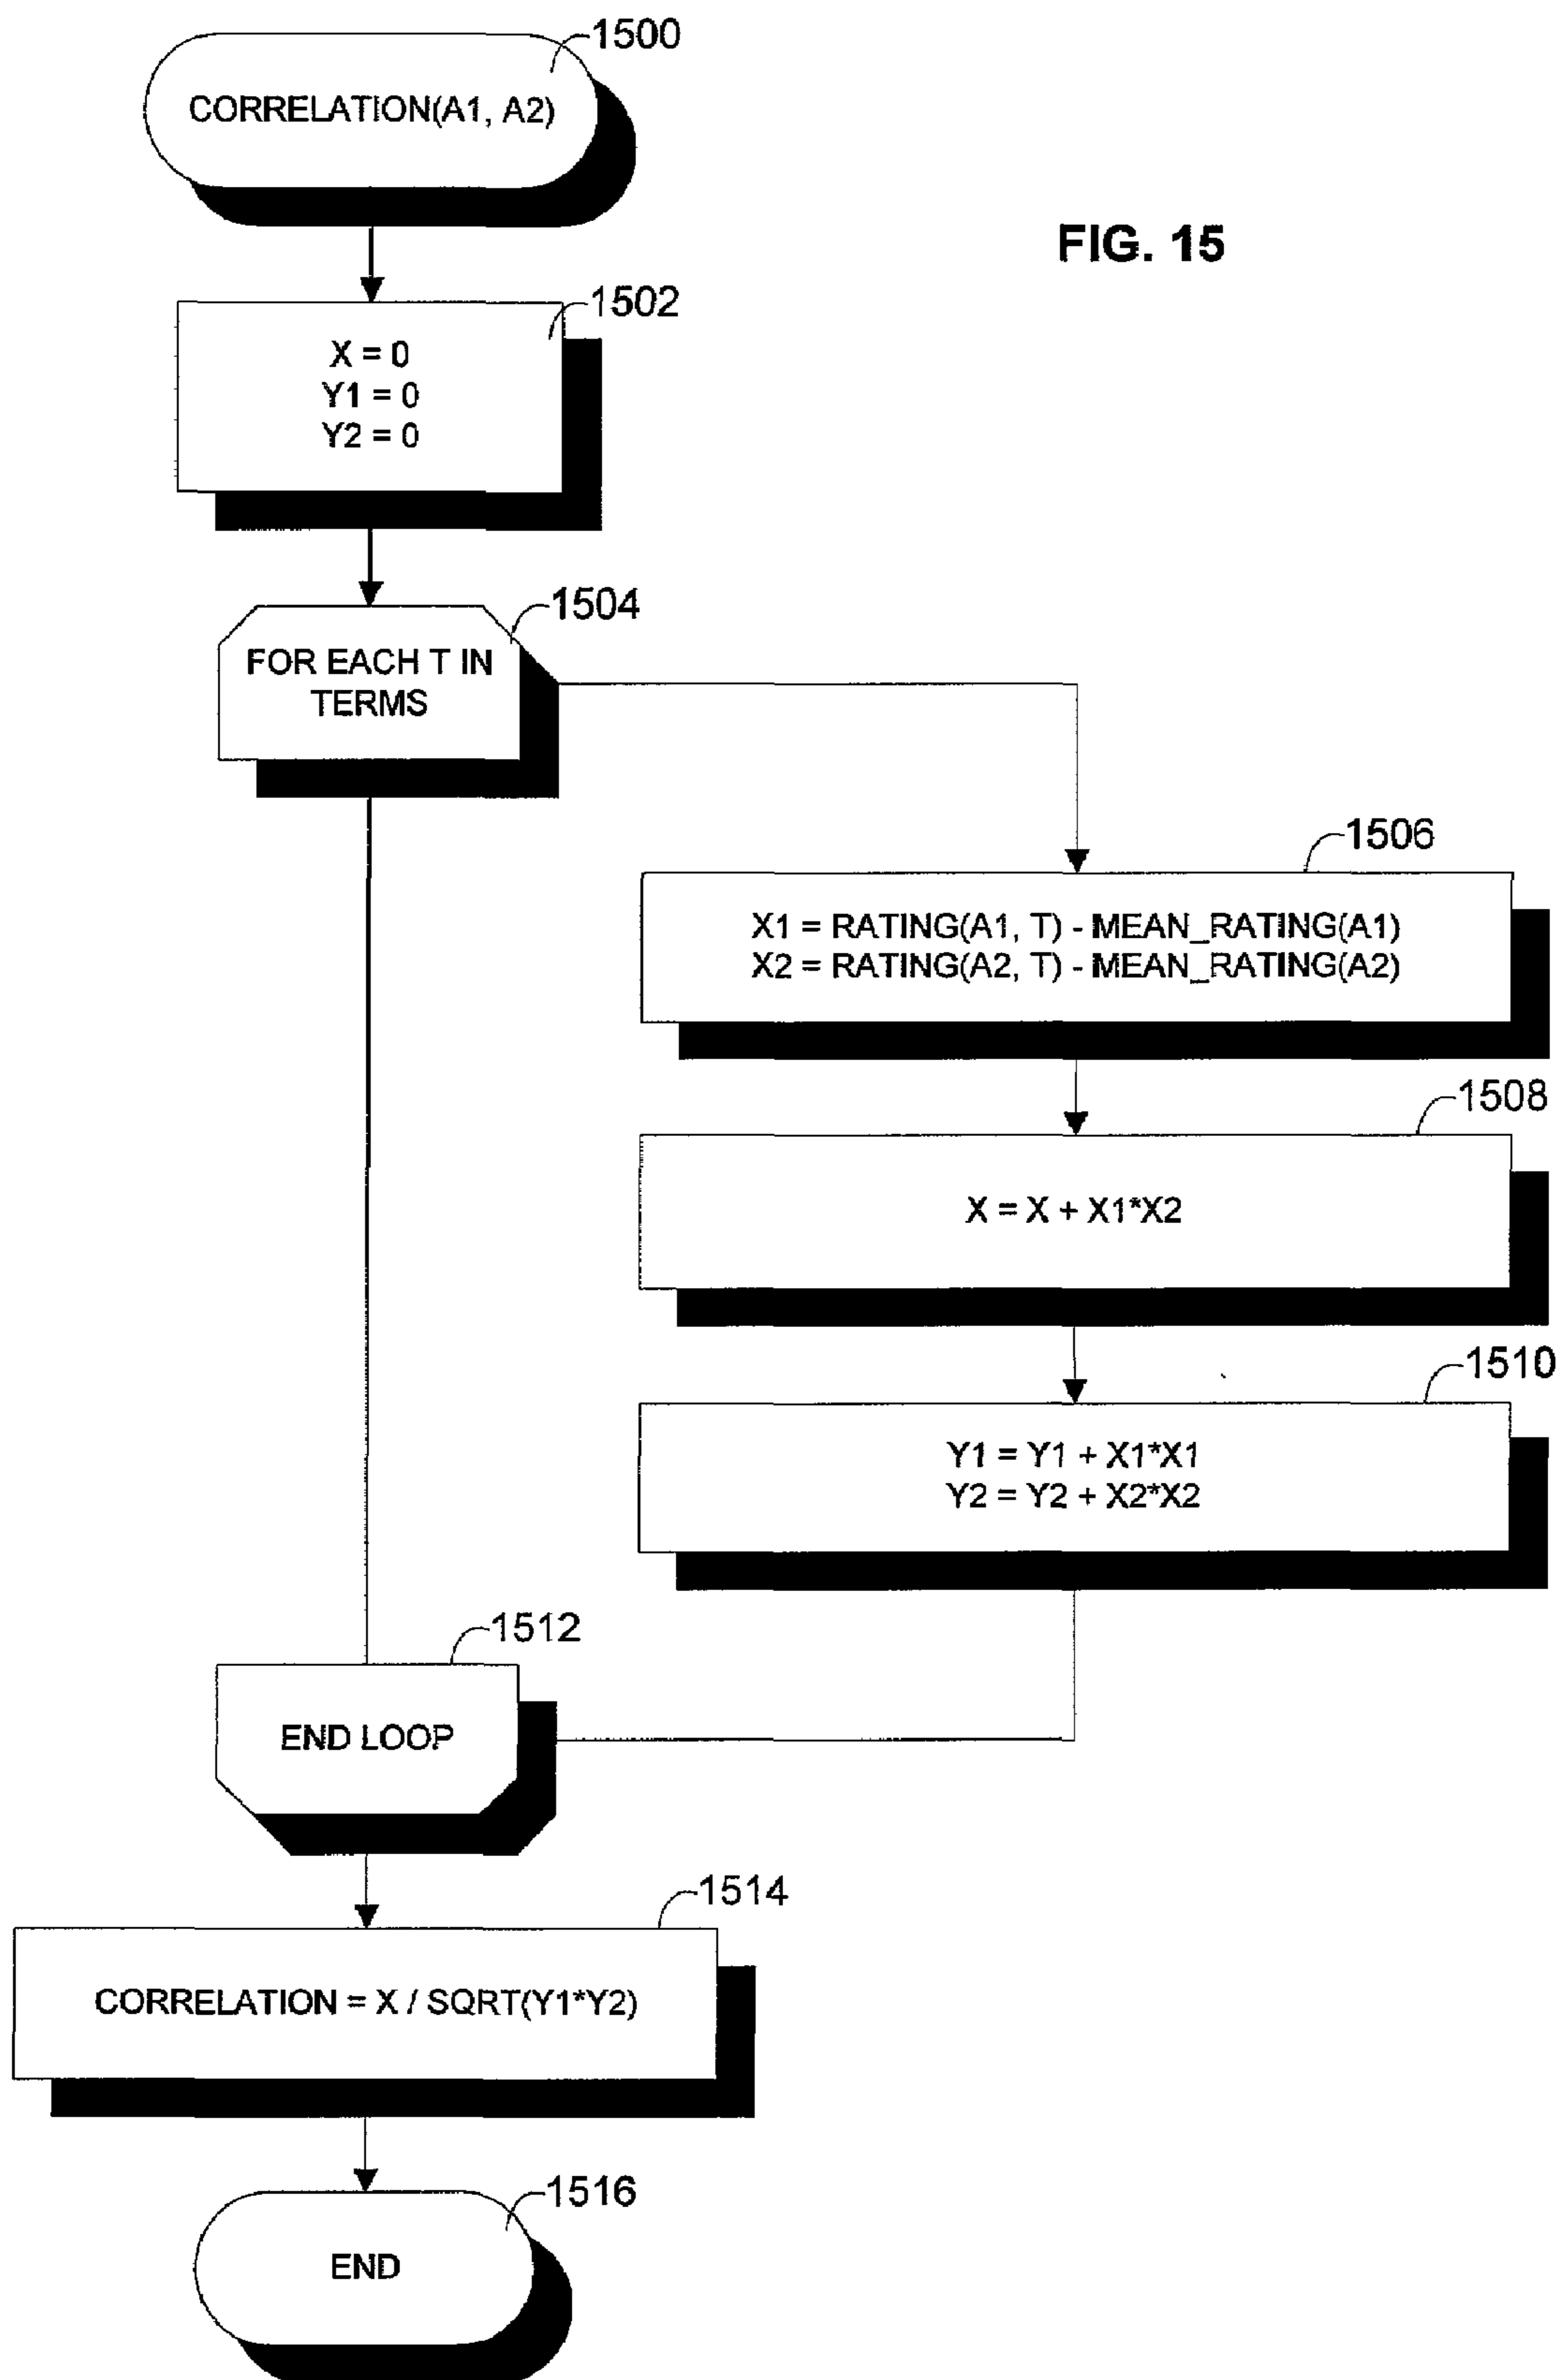 1500
CORRELATION(A1, A2)
FIG. 15
1502
X = 0
Y1 = 0
Y2 = 0
1504
FOR EACH T IN
TERMS
1506
X1 = RATING(A1, T) - MEAN_RATING(A1)
X2 = RATING(A2, T) - MEAN_RATING(A2)
1508
X = X + X1*X2
1510
Y1 = Y1 + X1*X1
Y2 = Y2 + X2*X2
1512
END LOOP
1514
CORRELATION = X / SQRT(Y1*Y2)
1516
END